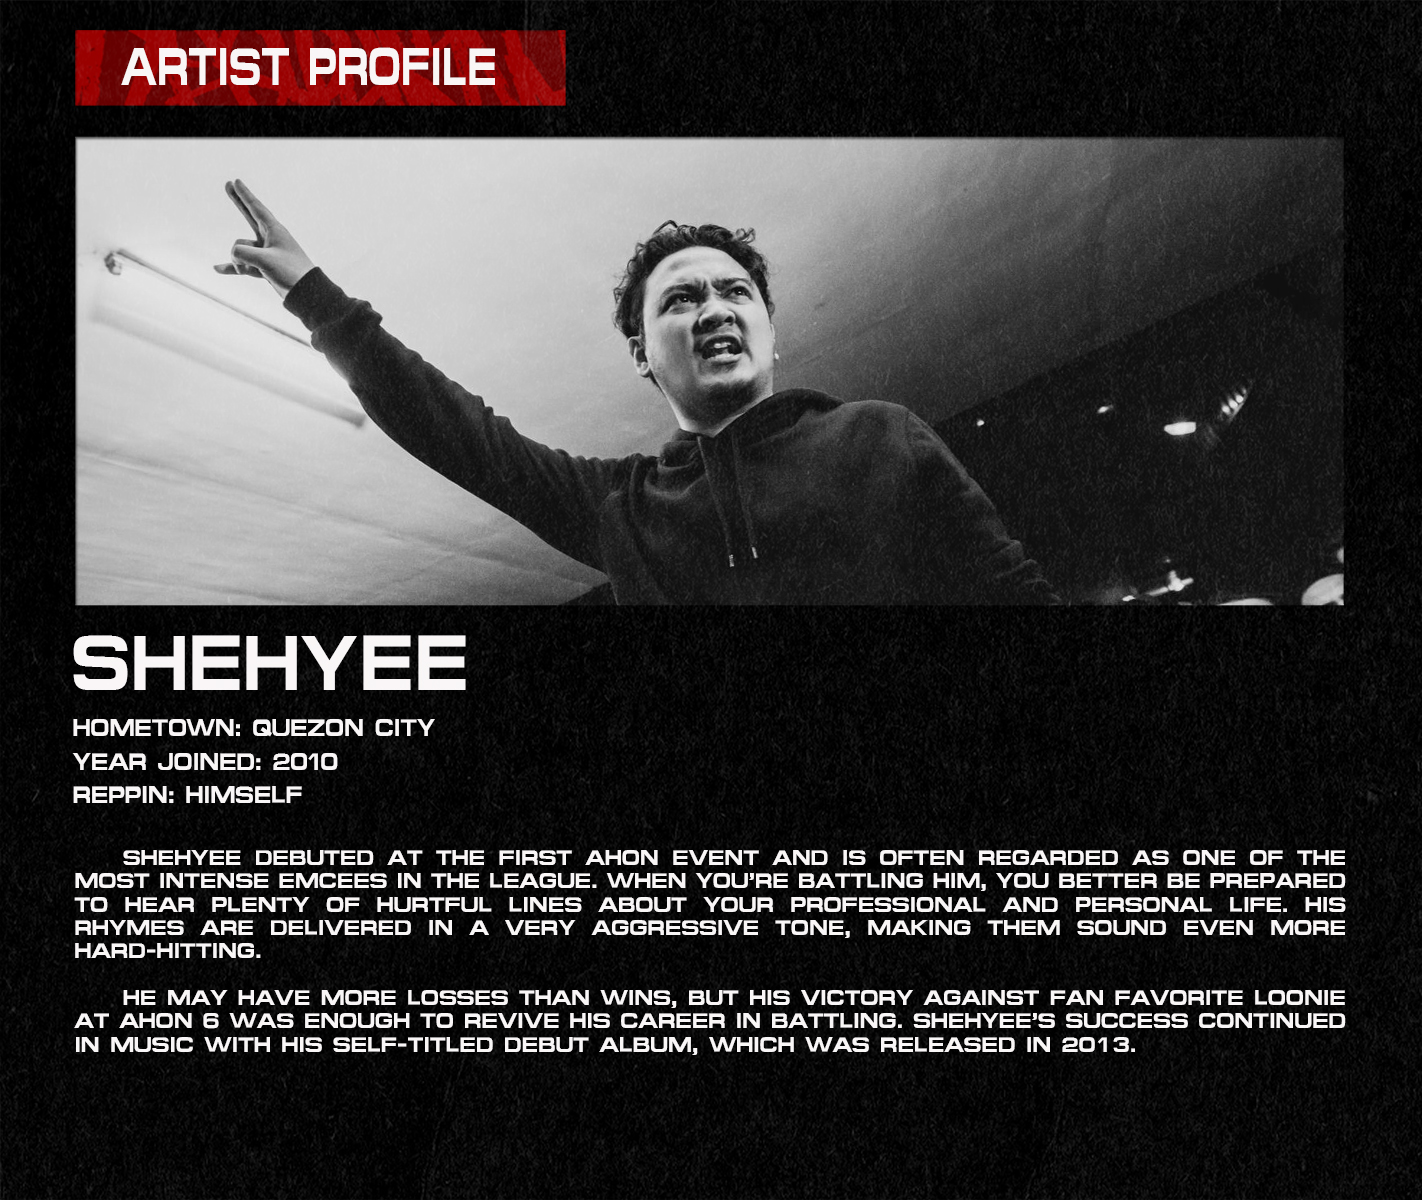 ARTIST PROFILE
SHEHYEE
HOMETOWN: QUEZON CITY
YEAR JOINED: 2010
REPPIN: HIMSELF
SHEHYEE DEBUTED AT THE FIRST AHON EVENT AND IS OFTEN REGARDED AS ONE OF THE
MOST INTENSE EMCEES IN THE LEAGUE. WHEN YOU'RE BATTLING HIM, YOU BETTER BE PREPARED
TO HEAR PLENTY OF HURTFUL LINES ABOUT YOUR PROFESSIONAL AND PERSONAL LIFE. HIS
RHYMES ARE DELIVERED IN A VERY AGGRESSIVE TONE, MAKING THEM SOUND EVEN MORE
HARD-HITTING.
HE MAY HAVE MORE LOSSES THAN WINS, BUT HIS VICTORY AGAINST FAN FAVORITE LOONIE
AT AHON 6 WAS ENOUGH TO REVIVE HIS CAREER IN BATTLING. SHEHYEE'S SUCCESS CONTINUED
IN MUSIC WITH HIS SELF-TITLED DEBUT ALBUM, WHICH WAS RELEASED IN 2013.